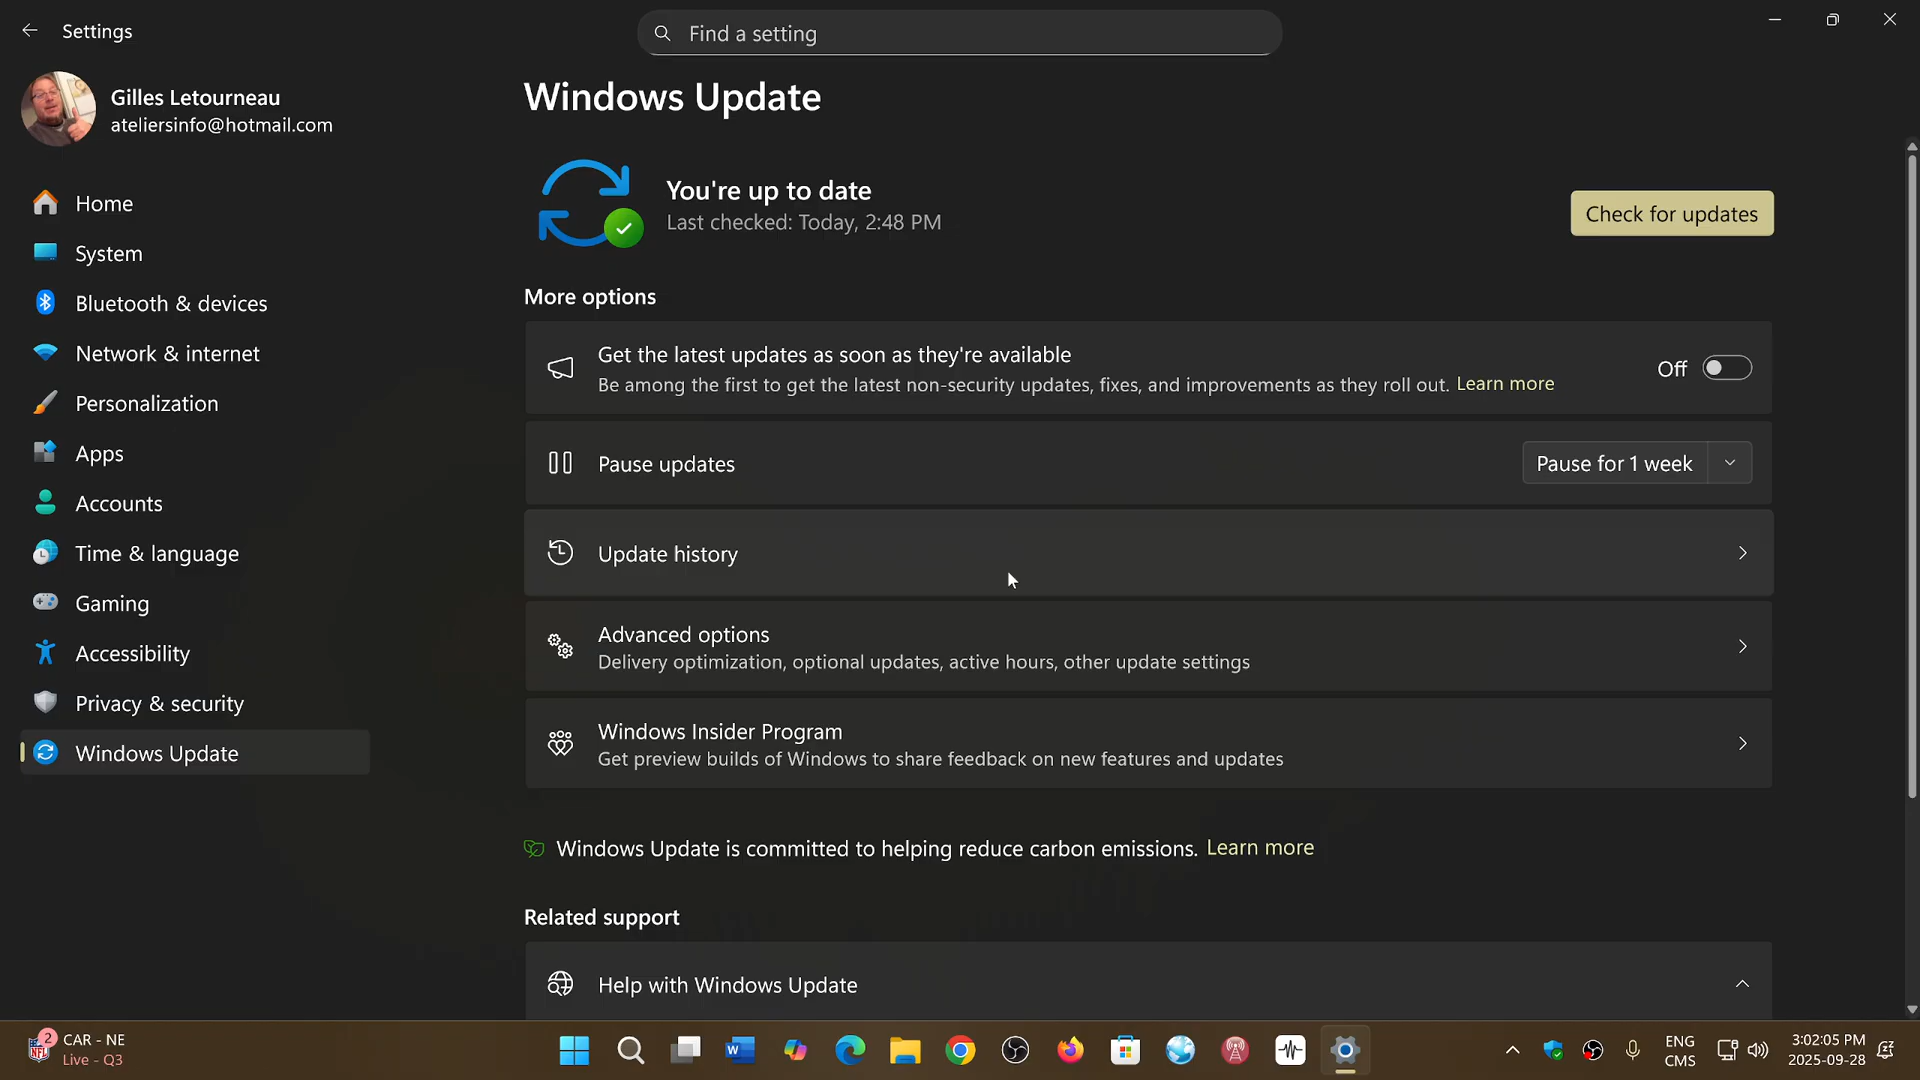 Settings
Find a setting
Gilles Letourneau
ateliersinfo@hotmail.com
Home
System
Bluetooth & devices
Network & internet
Personalization
Apps
Accounts
Time & language
Gaming
Accessibility
Privacy & security
Windows Update
Windows Update
You're up to date
Last checked: Today, 2:48 PM
Check for updates
More options
Get the latest updates as soon as they're available
Be among the first to get the latest non-security updates, fixes, and improvements as they roll out. Learn more
Off
Pause updates
Pause for 1 week
Update history
Advanced options
Delivery optimization, optional updates, active hours, other update settings
Windows Insider Program
Get preview builds of Windows to share feedback on new features and updates
Windows Update is committed to helping reduce carbon emissions. Learn more
Related support
Help with Windows Update
2
NFL
CAR - NE
Live - Q3
W
ENG
CMS
3:02:05 PM
2025-09-28